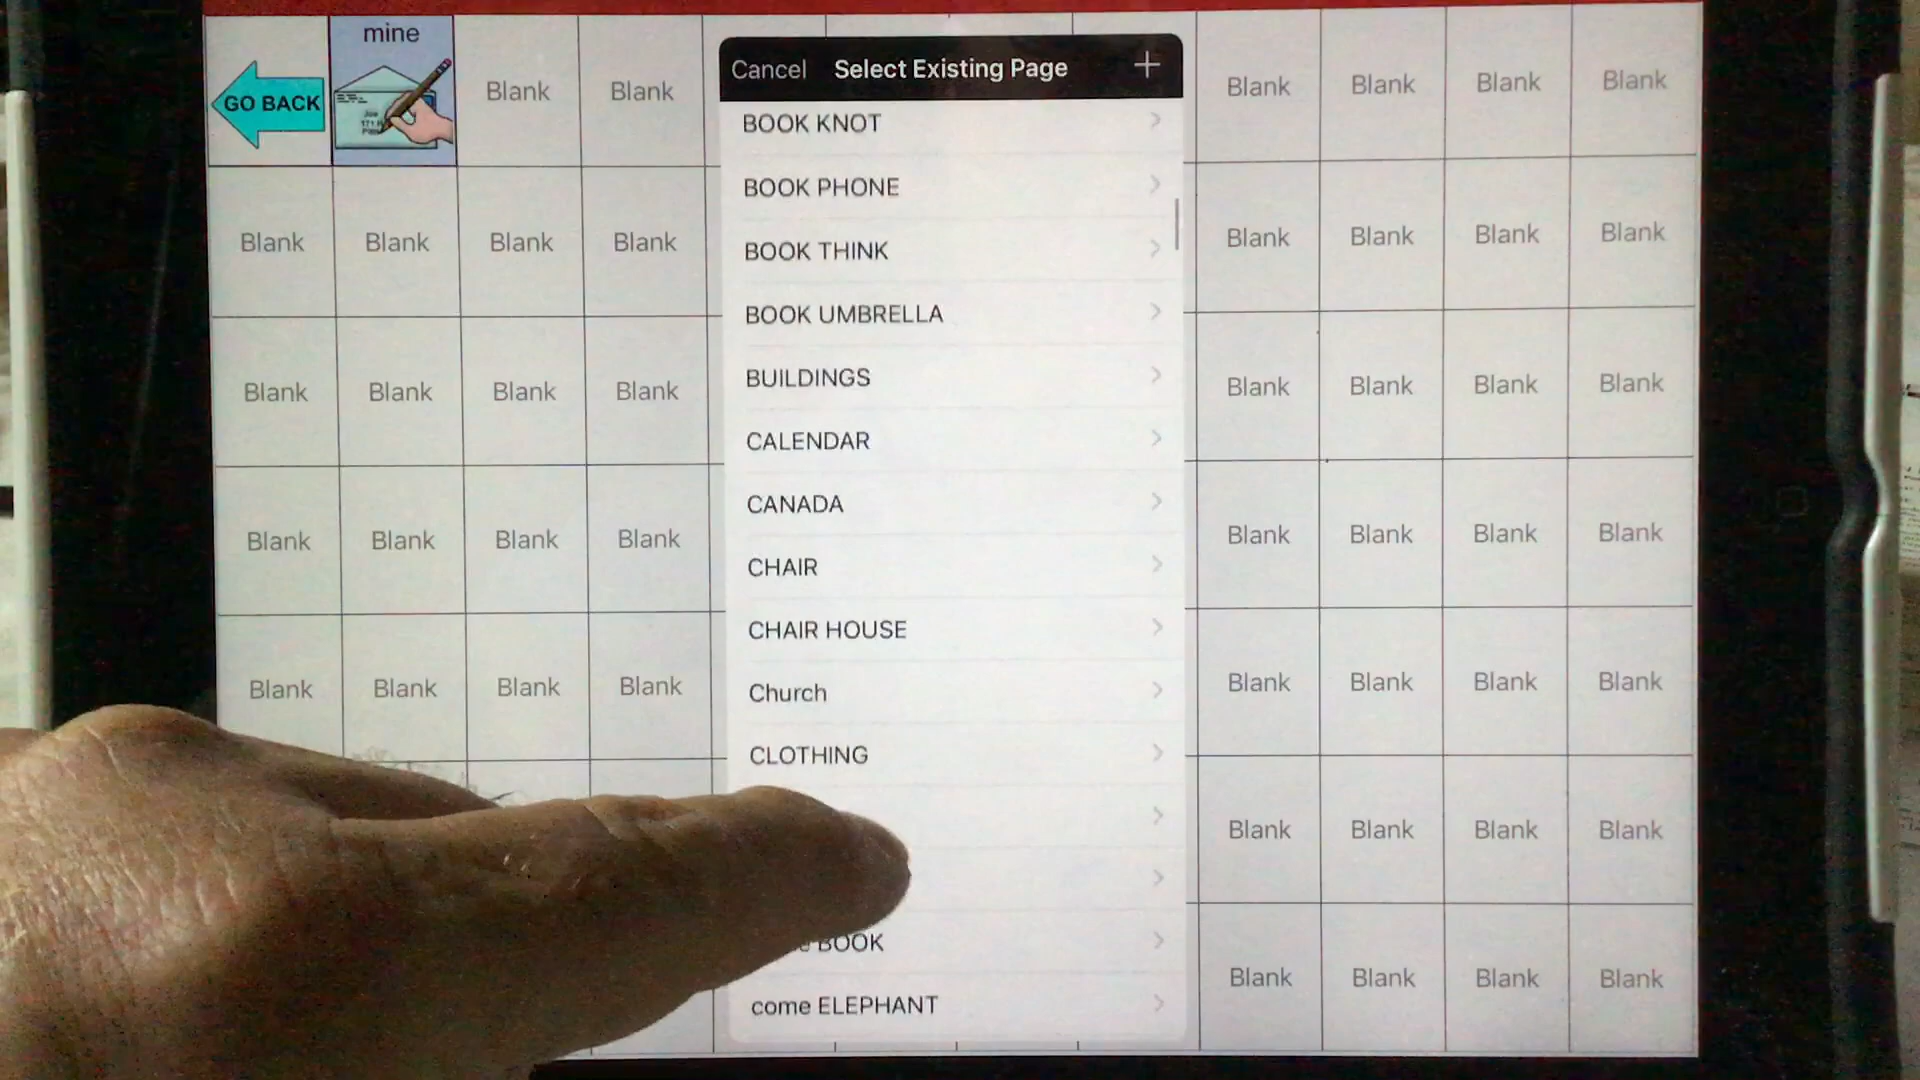 mine
GO BACK
Blank Blank
Cancel Select Existing Page +
Blank Blank Blank Blank
BOOK KNOT
BOOK PHONE
Blank Blank Blank Blank
BOOK THINK
Blank Blank Blank Blank
BOOK UMBRELLA
BUILDINGS
Blank Blank Blank Blank
Blank Blank Blank Blank
CALENDAR
CANADA
Blank Blank Blank Blank
Blank Blank Blank Blank
CHAIR
CHAIR HOUSE
Blank Blank Blank Blank
Church
Blank Blank Blank Blank
CLOTHING
Blank Blank Blank Blank
BOOK
come ELEPHANT
Blank Blank Blank Blank